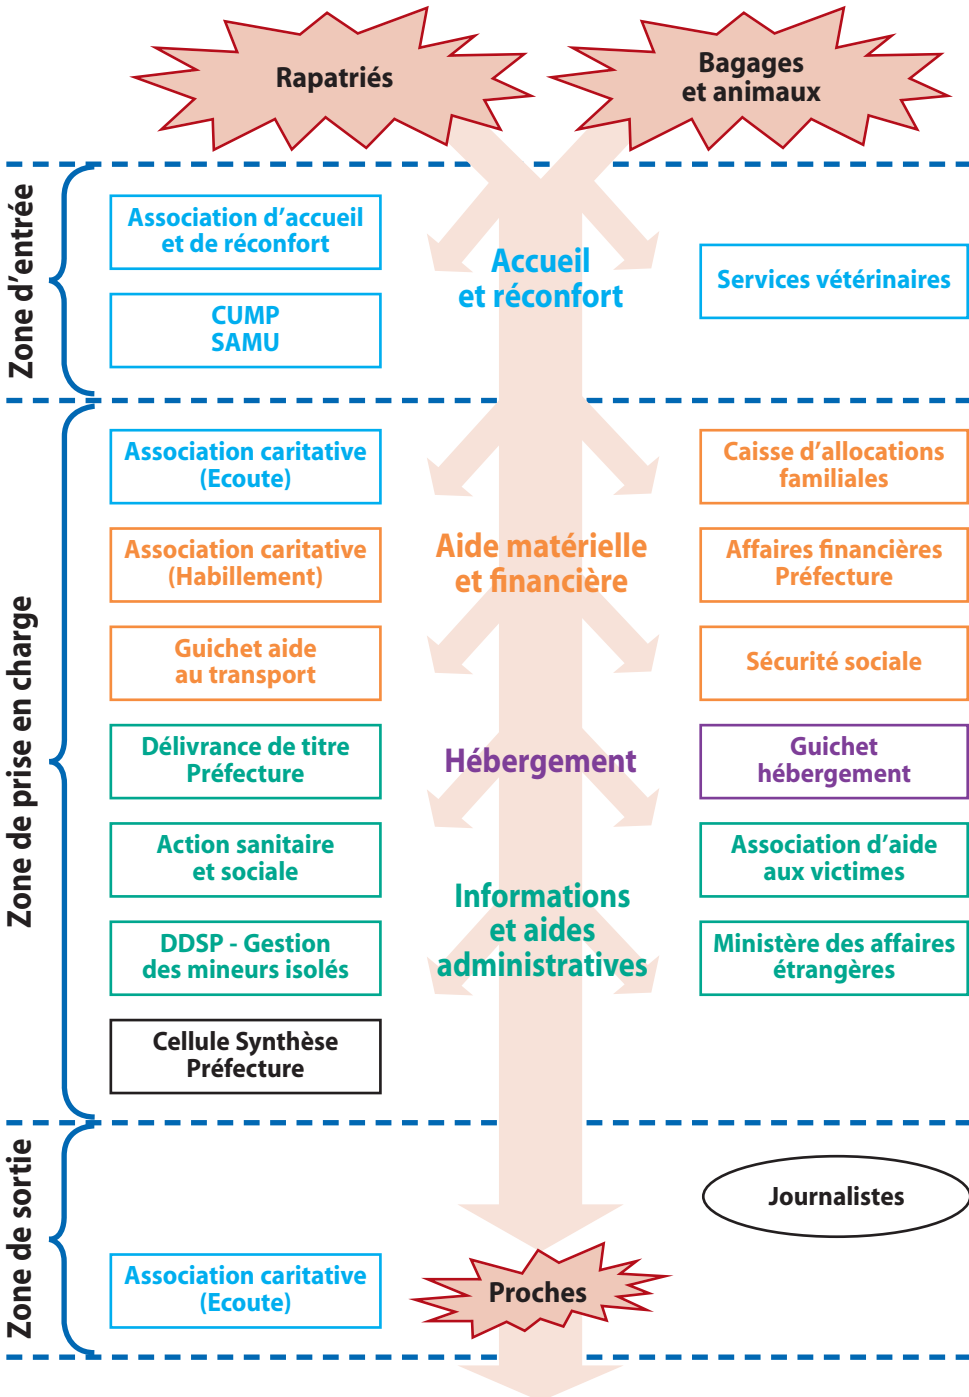 Rapatriés
Bagages
et animaux
Zone d'entrée
Association d'accueil
et de réconfort
CUMP
SAMU
Accueil
et réconfort
Services vétérinaires
Zone de prise en charge
Association caritative
(Ecoute)
Association caritative
(Habillement)
Guichet aide
au transport
Délivrance de titre
Préfecture
Action sanitaire
et sociale
DDSP - Gestion
des mineurs isolés
Cellule Synthèse
Préfecture
Aide matérielle
et financière
Hébergement
Informations
et aides
administratives
Caisse d'allocations
familiales
Affaires financières
Préfecture
Sécurité sociale
Guichet
hébergement
Association d'aide
aux victimes
Ministère des affaires
étrangères
Zone de sortie
Journalistes
Association caritative
(Ecoute)
Proches